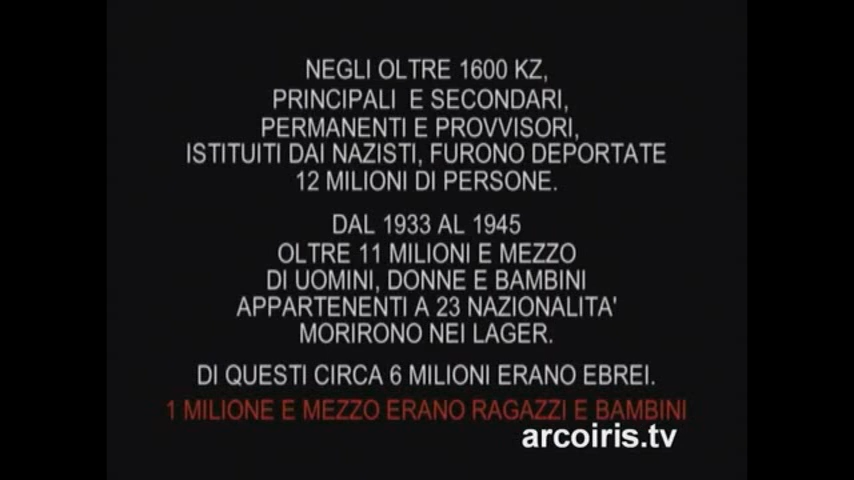 NEGLI OLTRE 1600 KZ,
PRINCIPALI E SECONDARI,
PERMANENTI E PROVVISORI,
ISTITUITI DAI NAZISTI, FURONO DEPORTATE
12 MILIONI DI PERSONE.
DAL 1933 AL 1945
OLTRE 11 MILIONI E MEZZO
DI UOMINI, DONNE E BAMBINI
APPARTENENTI A 23 NAZIONALITA'
MORIRONO NEI LAGER.
DI QUESTI CIRCA 6 MILIONI ERANO EBREI.
1 MILIONE E MEZZO ERANO RAGAZZI E BAMBINI
arcoiris.tv